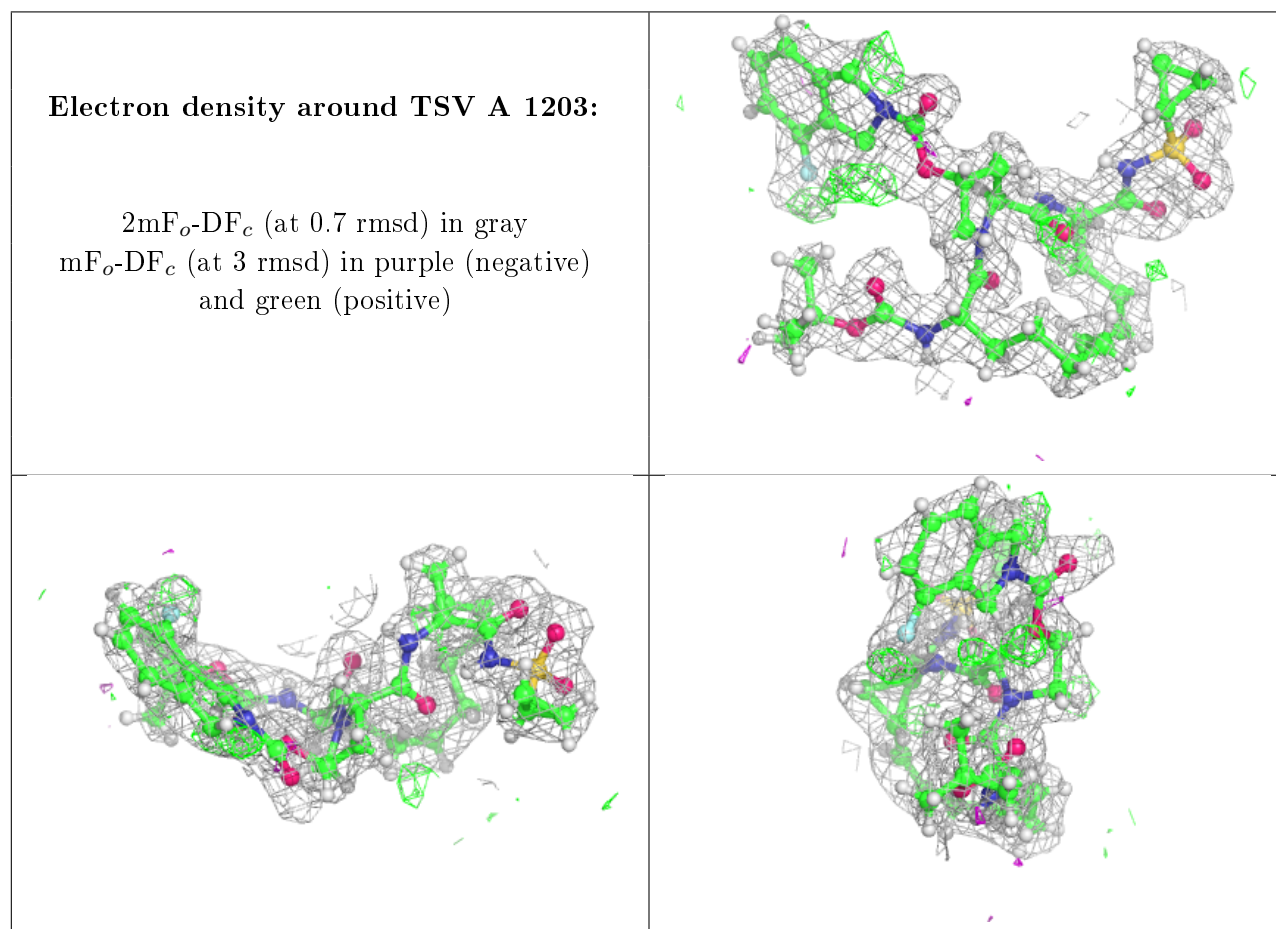 Electron density around TSV A 1203:
2mFo-DFc (at 0.7 rmsd) in gray
mFo-DFc (at 3 rmsd) in purple (negative)
and green (positive)